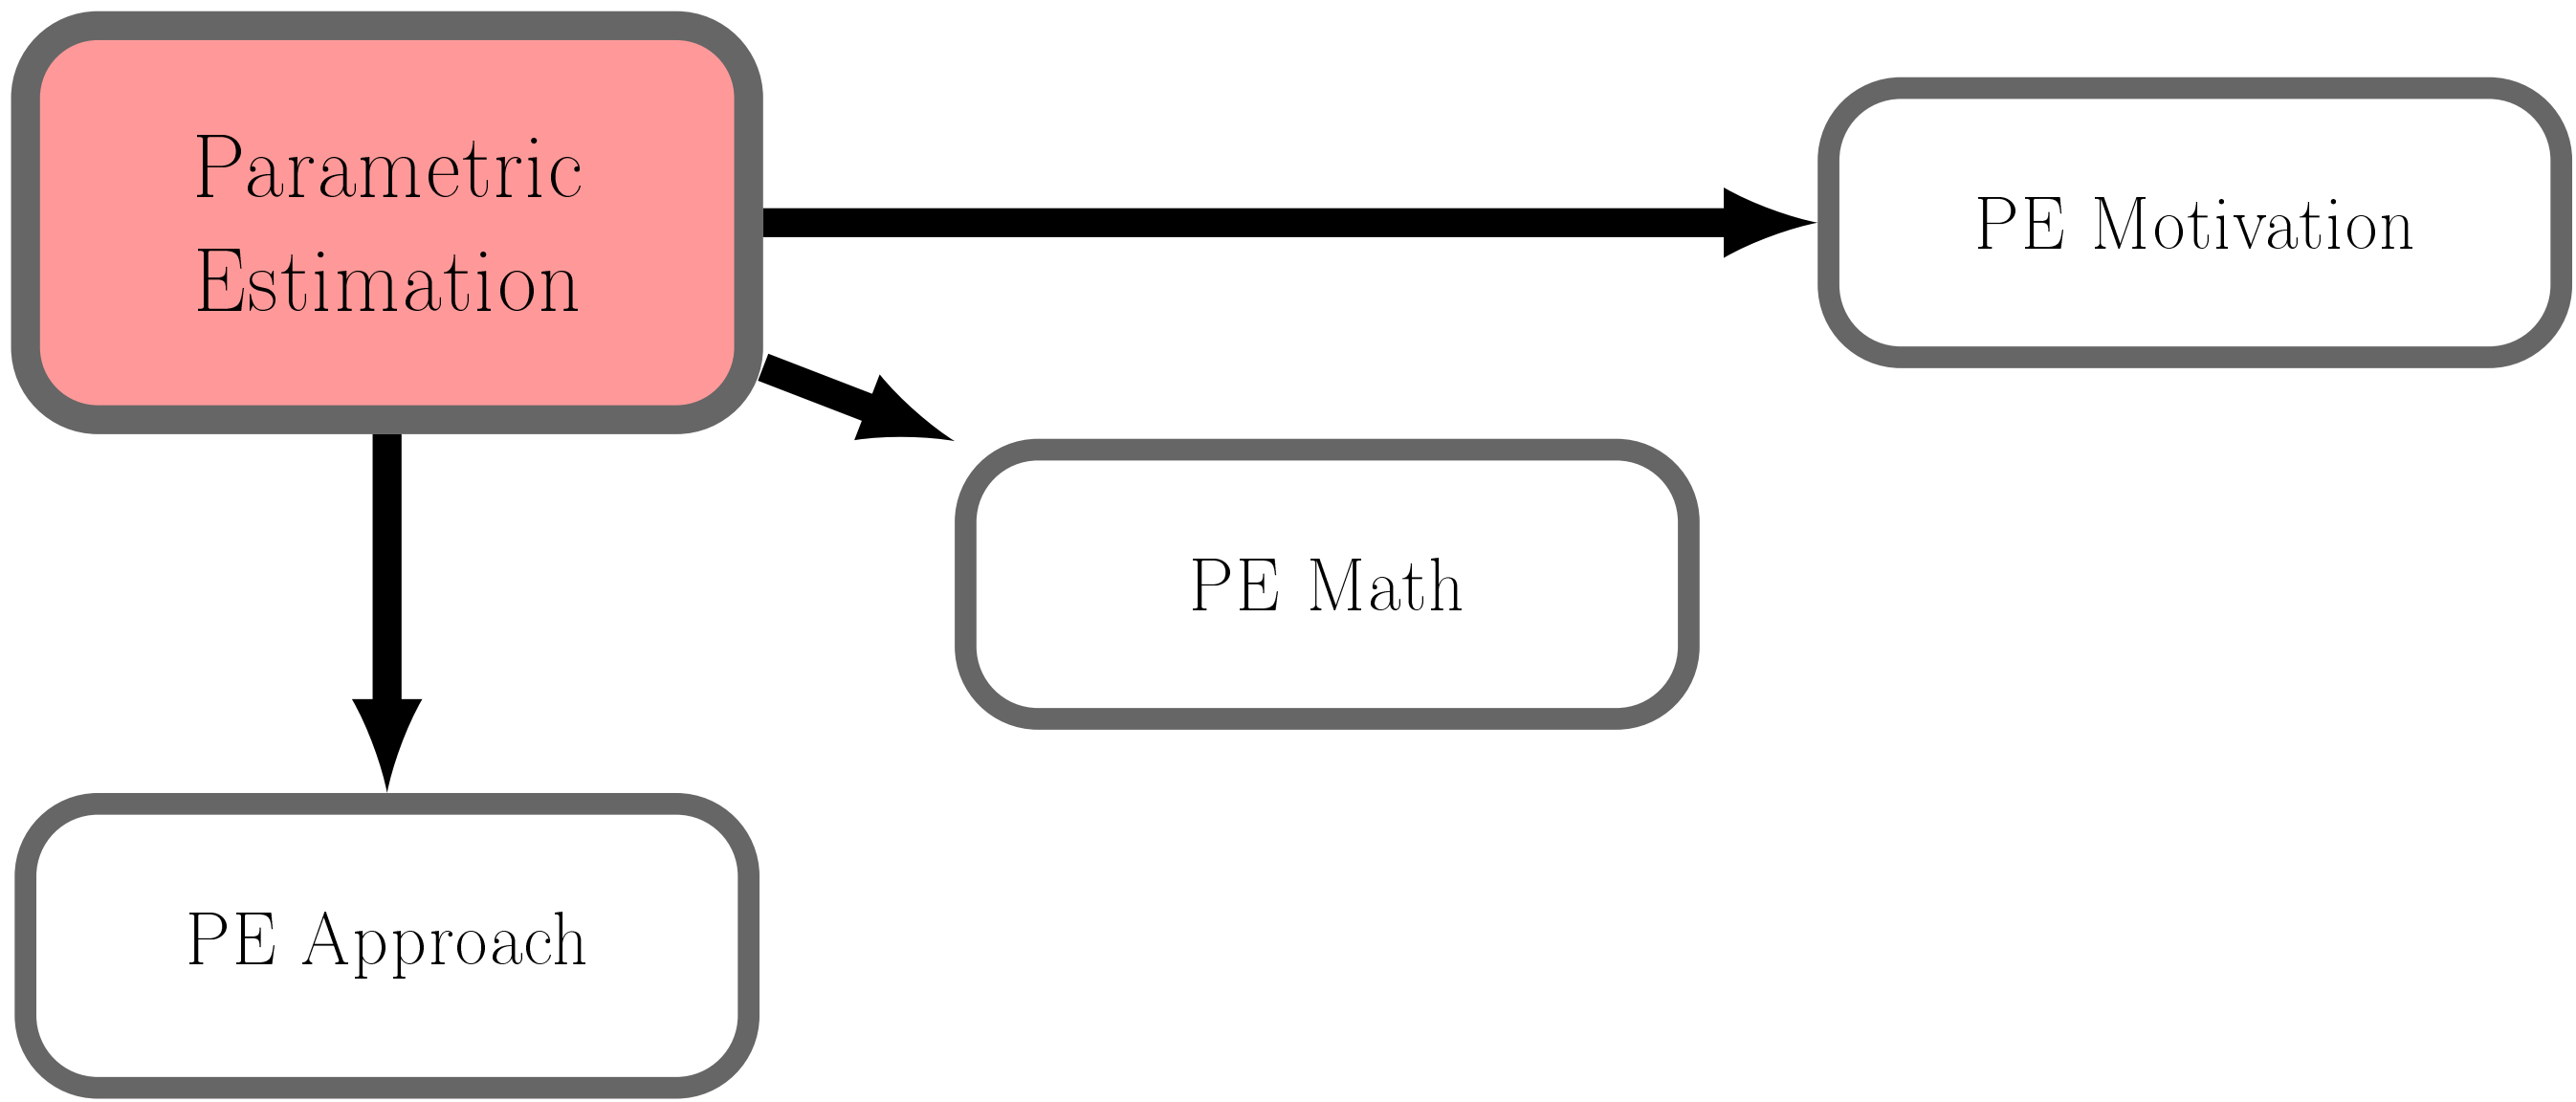 Parametric
Estimation
PE Motivation
PE Math
PE Approach